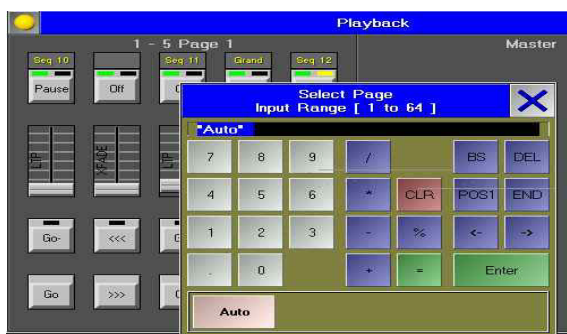 Playback
1 - 5 Page 1
Master
Seq 10
Seq 11
Grand
Seq 12
Pause
Off
LTP
XFADE
Go-
<<<
Go
>>>
Select Page
Input Range [ 1 to 64 ]
"Auto"
7 8 9 / BS DEL
4 5 6 * CLR POS1 END
1 2 3 - % <- ->
. 0 + = Enter
Auto